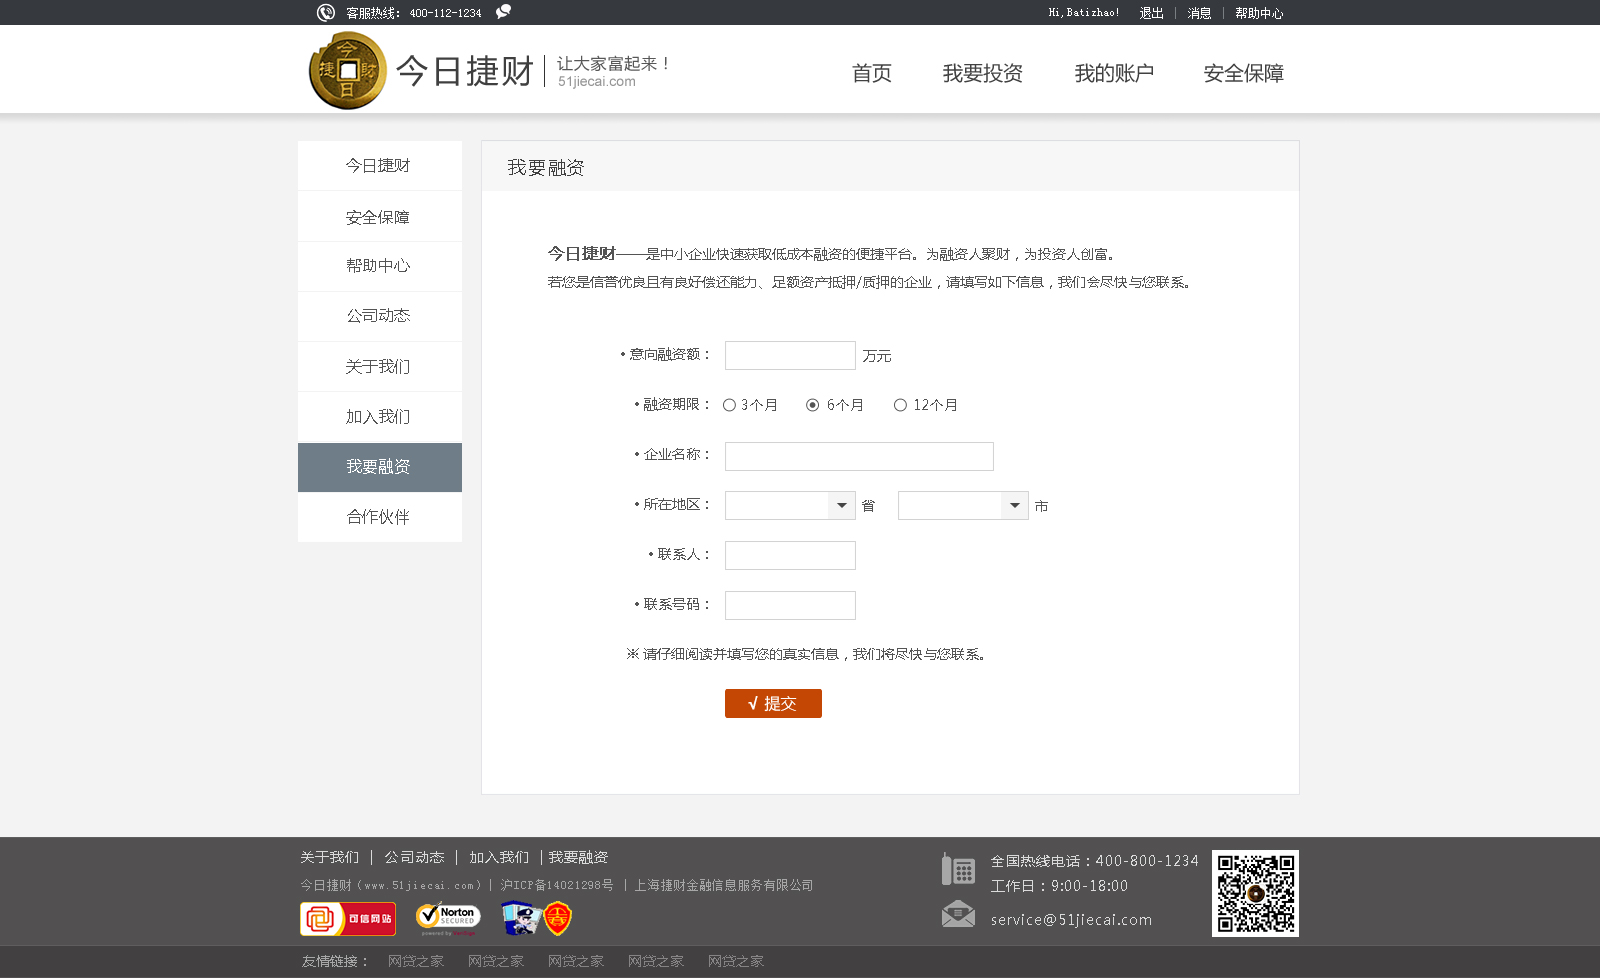 客服热线： 400-112-1234
Hi,Batizhao! 退出 | 消息 | 帮助中心
今日捷财
今日捷财 | 让大家富起来！
51jiecai.com
首页 我要投资 我的账户 安全保障
今日捷财
安全保障
帮助中心
公司动态
关于我们
加入我们
我要融资
合作伙伴
我要融资
今日捷财——是中小企业快速获取低成本融资的便捷平台。为融资人聚财，为投资人创富。
若您是信誉优良且有良好偿还能力、足额资产抵押/质押的企业，请填写如下信息，我们会尽快与您联系。
• 意向融资额： 万元
• 融资期限： 3个月 6个月 12个月
• 企业名称：
• 所在地区： 省 市
• 联系人：
• 联系号码：
※ 请仔细阅读并填写您的真实信息，我们将尽快与您联系。
√ 提交
关于我们 | 公司动态 | 加入我们 | 我要融资
今日捷财（www.51jiecai.com）| 沪ICP备14021298号 | 上海捷财金融信息服务有限公司
可信网站
Norton
SECURED
powered by VeriSign
全国热线电话：400-800-1234
工作日：9:00-18:00
service@51jiecai.com
友情链接： 网贷之家 网贷之家 网贷之家 网贷之家 网贷之家